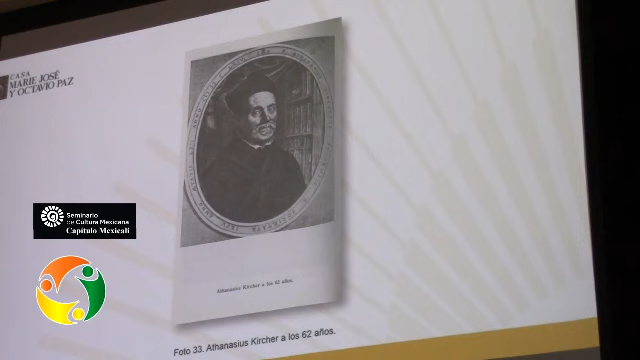 CASA
MARIE JOSÉ
Y OCTAVIO PAZ
Seminario
de Cultura Mexicana
Capítulo Mexicali
Athanasius Kircher a los 62 años.
Foto 33. Athanasius Kircher a los 62 años.